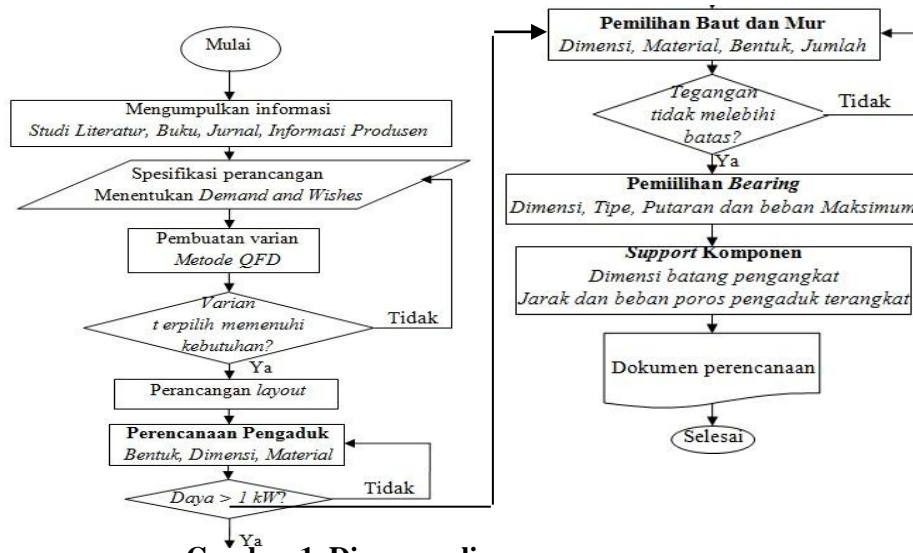 Mulai
Mengumpulkan informasi
Studi Literatur, Buku, Jurnal, Informasi Produsen
Spesifikasi perancangan
Menentukan Demand and Wishes
Pembuatan varian
Metode QFD
Varian
t erpilih memenuhi
kebutuhan?
Tidak
Ya
Perancangan layout
Perencanaan Pengaduk
Bentuk, Dimensi, Material
Daya > 1 kW?
Tidak
Ya
Pemilihan Baut dan Mur
Dimensi, Material, Bentuk, Jumlah
Tegangan
tidak melebihi
batas?
Tidak
Ya
Pemiilihan Bearing
Dimensi, Tipe, Putaran dan beban Maksimum
Support Komponen
Dimensi batang pengangkat
Jarak dan beban poros pengaduk terangkat
Dokumen perencanaan
Selesai